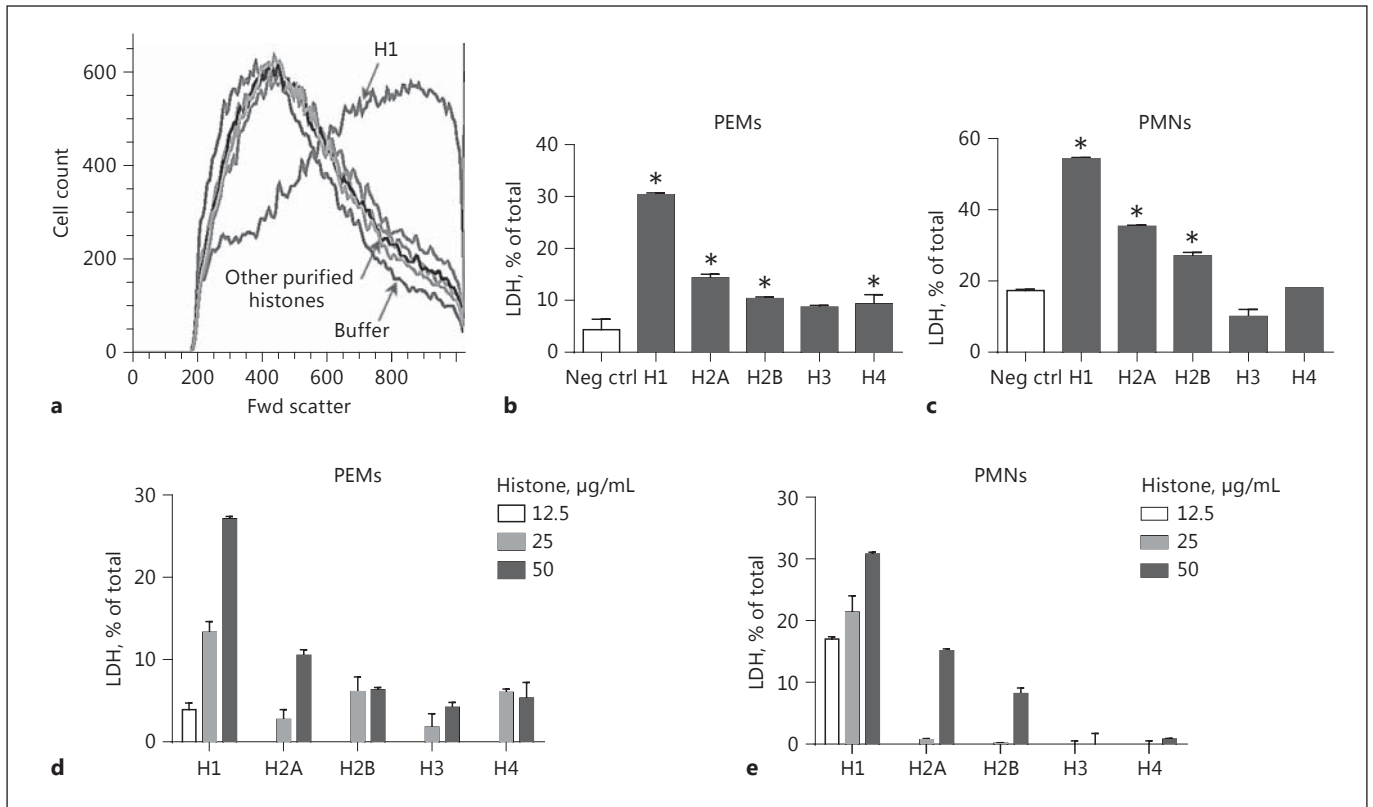 600
400
200
0
Cell count
H1
Other purified
histones
Buffer
0 200 400 600 800
Fwd scatter
a
PEMs
40
30
20
10
0
LDH, % of total
*
*
*
*
Neg ctrl H1 H2A H2B H3 H4
b
PMNs
60
40
20
0
LDH, % of total
*
*
*
Neg ctrl H1 H2A H2B H3 H4
c
PEMs
30
20
10
0
LDH, % of total
Histone, µg/mL
12.5
25
50
H1 H2A H2B H3 H4
d
PMNs
30
30
20
10
0
LDH, % of total
Histone, µg/mL
12.5
25
50
H1 H2A H2B H3 H4
e